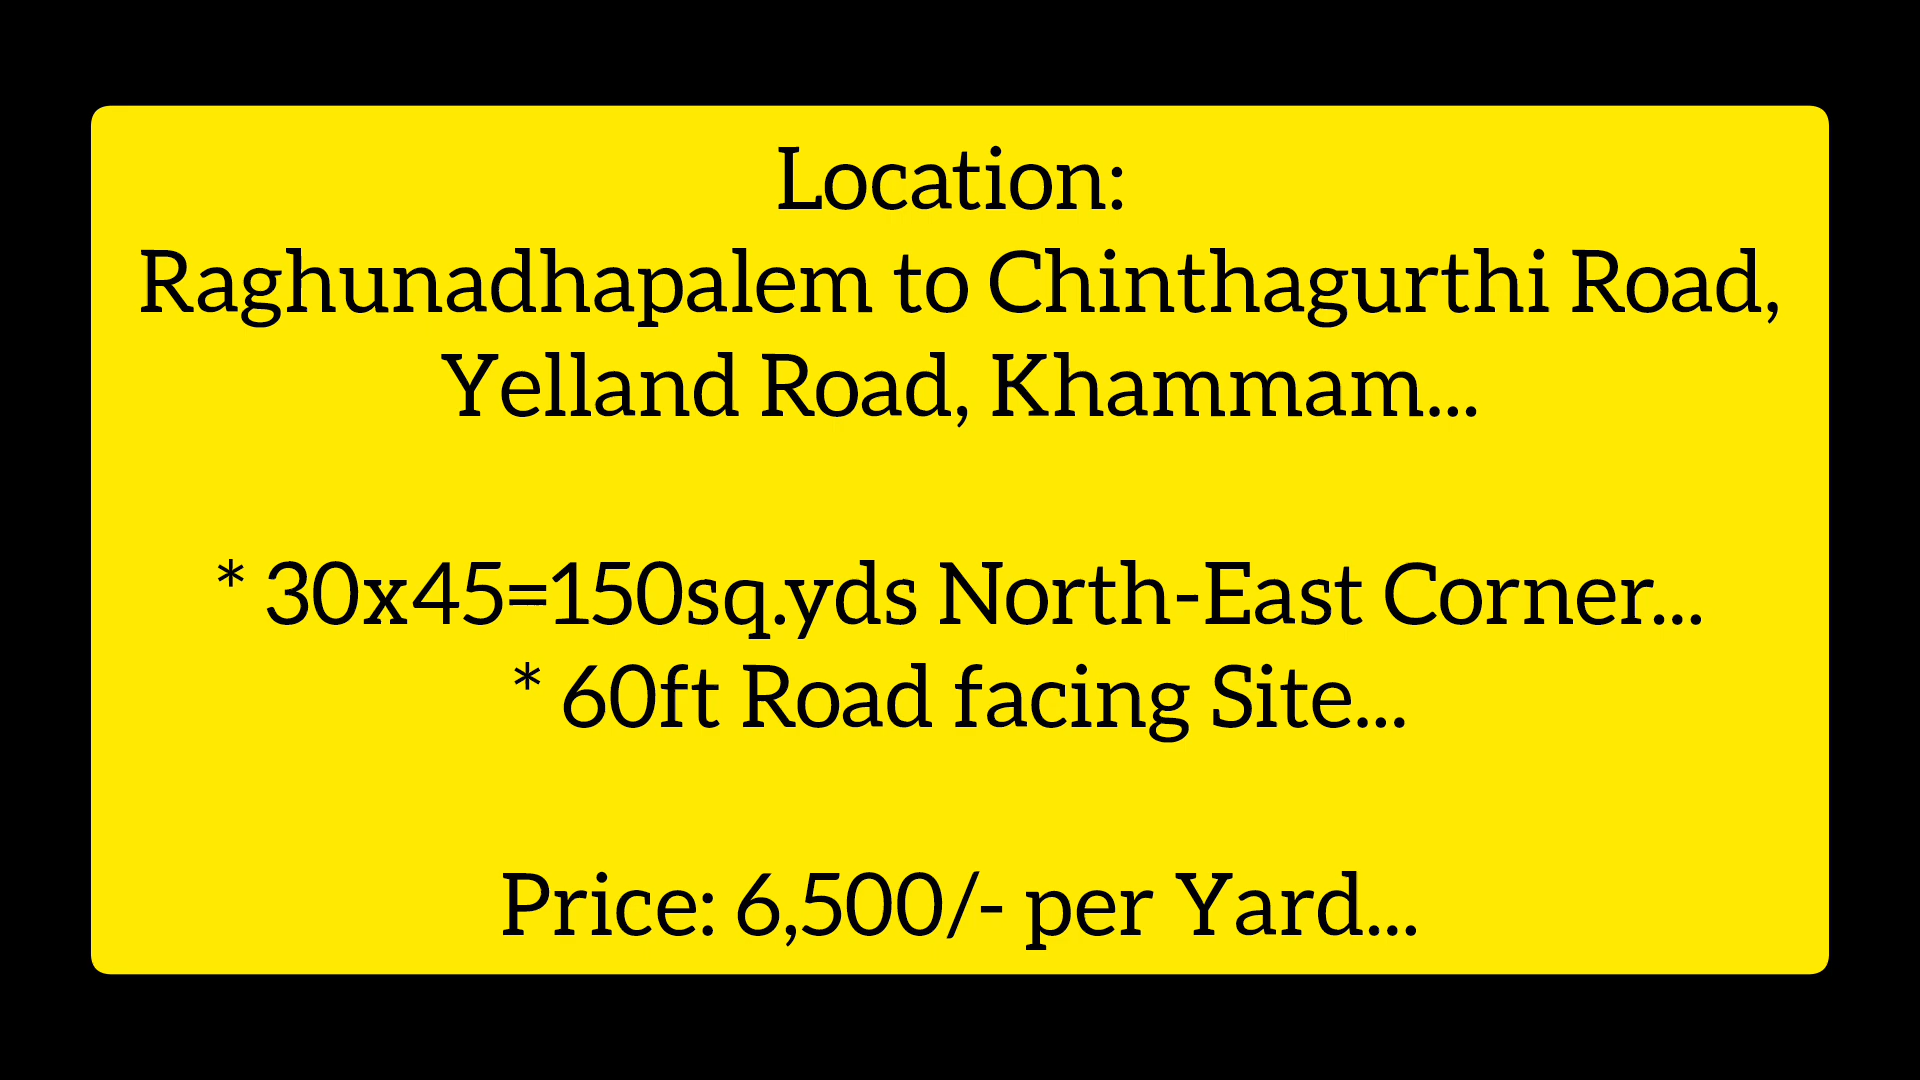 Location:
Raghunadhapalem to Chinthagurthi Road,
Yelland Road, Khammam...
* 30x45=150sq.yds North-East Corner...
* 60ft Road facing Site...
Price: 6,500/- per Yard...